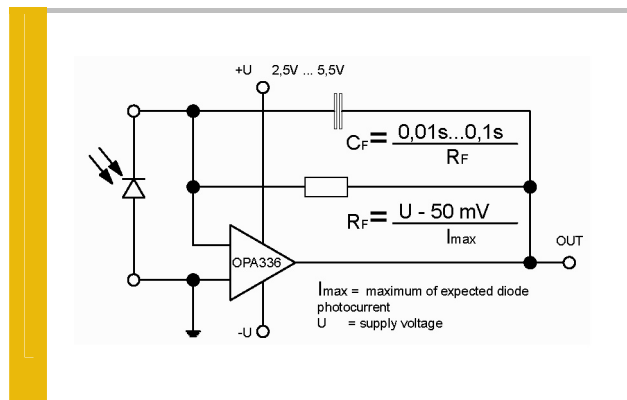 +U 2,5V ... 5,5V
CF = 0,01s...0,1s
RF
RF = U - 50 mV
Imax
OUT
OPA336
Imax = maximum of expected diode
photocurrent
U = supply voltage
-U